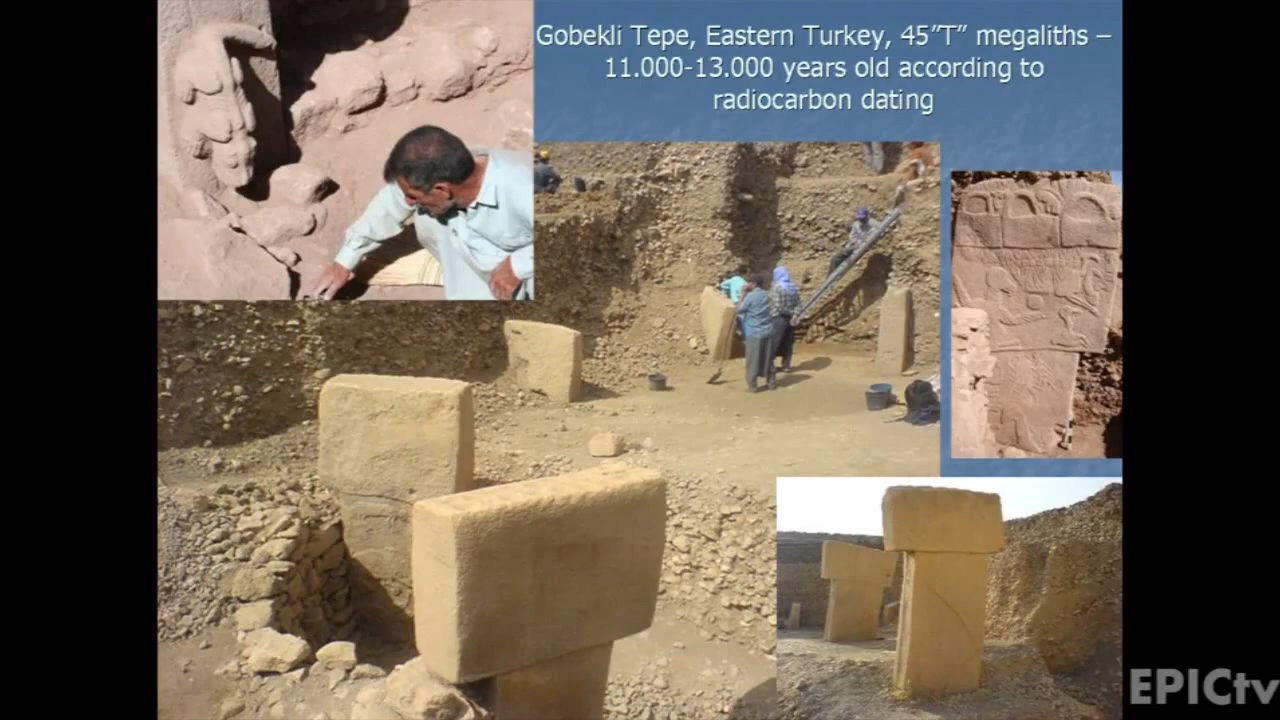 Gobekli Tepe, Eastern Turkey, 45”T” megaliths –
11.000-13.000 years old according to
radiocarbon dating
EPICtv